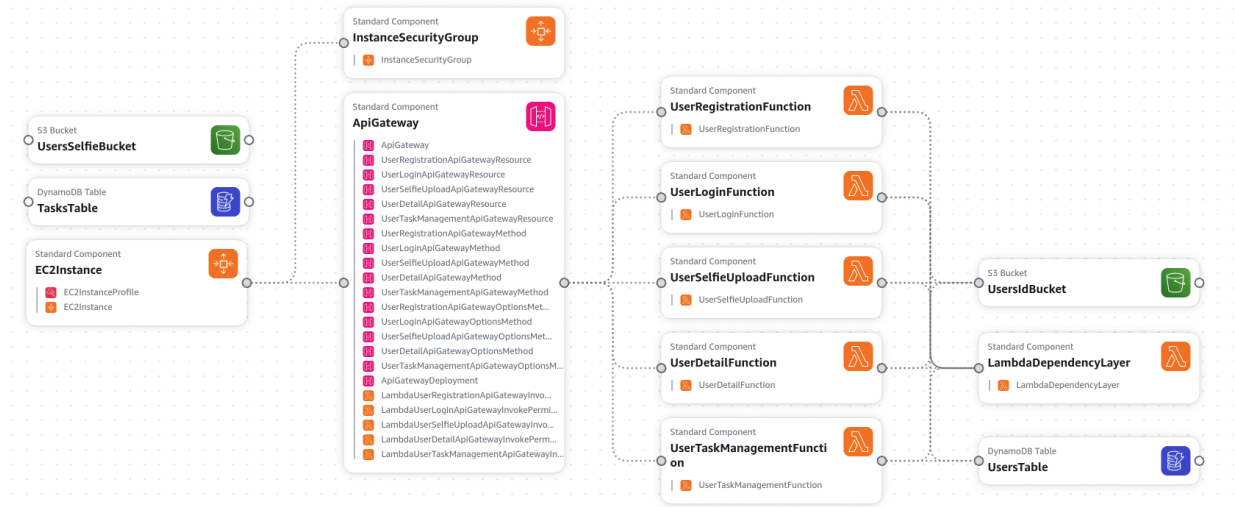 Standard Component
InstanceSecurityGroup
InstanceSecurityGroup
S3 Bucket
UsersSelfieBucket
DynamoDB Table
TasksTable
Standard Component
EC2Instance
EC2InstanceProfile
EC2Instance
Standard Component
ApiGateway
ApiGateway
UserRegistrationApiGatewayResource
UserLoginApiGatewayResource
UserSelfieUploadApiGatewayResource
UserDetailApiGatewayResource
UserTaskManagementApiGatewayResource
UserRegistrationApiGatewayMethod
UserLoginApiGatewayMethod
UserSelfieUploadApiGatewayMethod
UserDetailApiGatewayMethod
UserTaskManagementApiGatewayMethod
UserRegistrationApiGatewayOptionsMet...
UserLoginApiGatewayOptionsMethod
UserSelfieUploadApiGatewayOptionsMet...
UserDetailApiGatewayOptionsMethod
UserTaskManagementApiGatewayOptionsM...
ApiGatewayDeployment
LambdaUserRegistrationApiGatewayInvo...
LambdaUserLoginApiGatewayInvokePermi...
LambdaUserSelfieUploadApiGatewayInvo...
LambdaUserDetailApiGatewayInvokePerm...
LambdaUserTaskManagementApiGatewayIn...
Standard Component
UserRegistrationFunction
UserRegistrationFunction
Standard Component
UserLoginFunction
UserLoginFunction
Standard Component
UserSelfieUploadFunction
UserSelfieUploadFunction
Standard Component
UserDetailFunction
UserDetailFunction
Standard Component
UserTaskManagementFuncti
on
UserTaskManagementFunction
S3 Bucket
UsersIdBucket
Standard Component
LambdaDependencyLayer
LambdaDependencyLayer
DynamoDB Table
UsersTable